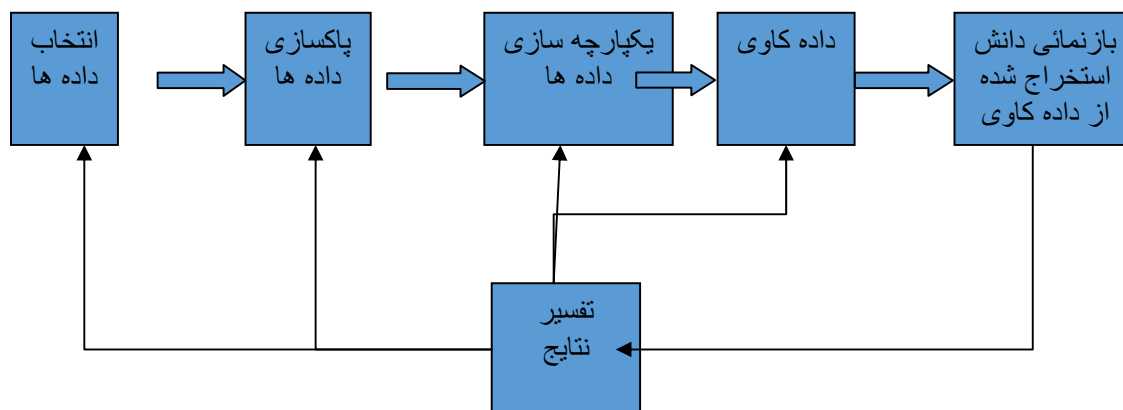 انتخاب
داده ها
پاکسازی
داده ها
یکپارچه سازی
داده ها
داده کاوی
بازنمائی دانش
استخراج شده
از داده کاوی
تفسیر
نتایج